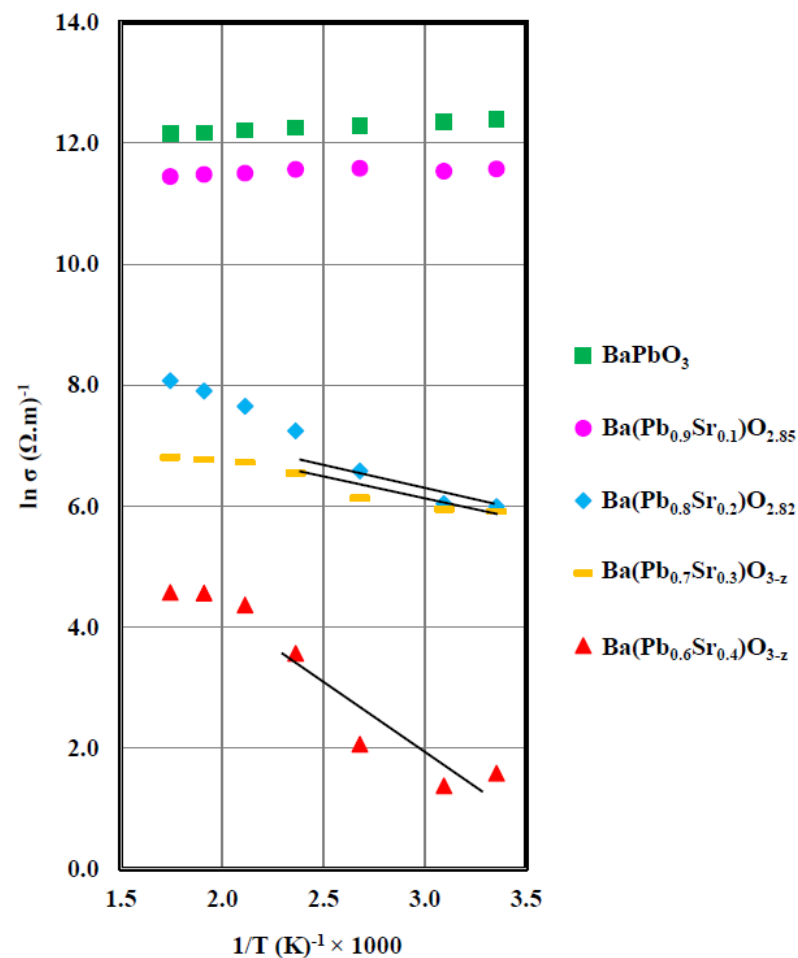 14.0
12.0
10.0
8.0
6.0
4.0
2.0
0.0
ln σ (Ω.m)⁻¹
1.5 2.0 2.5 3.0 3.5
1/T (K)⁻¹ × 1000
BaPbO₃
Ba(Pb₀.₉Sr₀.₁)O₂.₈₅
Ba(Pb₀.₈Sr₀.₂)O₂.₈₂
Ba(Pb₀.₇Sr₀.₃)O₃₋z
Ba(Pb₀.₆Sr₀.₄)O₃₋z